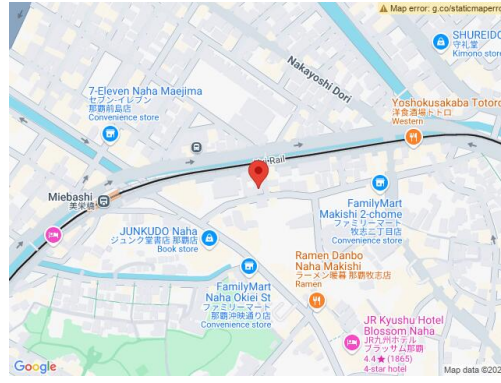 Map error: g.co/staticmaperro
SHUREIDO
守礼堂
Kimono store
Nakayoshi Dori
7-Eleven Naha Maejima
セブン-イレブン
那覇前島店
Convenience store
Yoshokusakaba Totoro
洋食酒場トトロ
Western
Rail
Miebashi
美栄橋
FamilyMart
Makishi 2-chome
ファミリーマート
牧志二丁目店
Convenience store
JUNKUDO Naha
ジュンク堂書店 那覇店
Book store
FamilyMart
Naha Okiei St
ファミリーマート
那覇沖映通り店
Convenience store
Ramen Danbo
Naha Makishi
ラーメン暖暮 那覇牧志店
Ramen
JR Kyushu Hotel
Blossom Naha
JR九州ホテル
ブラッサム那覇
4.4★(1865)
4-star hotel
Google
Map data ©202